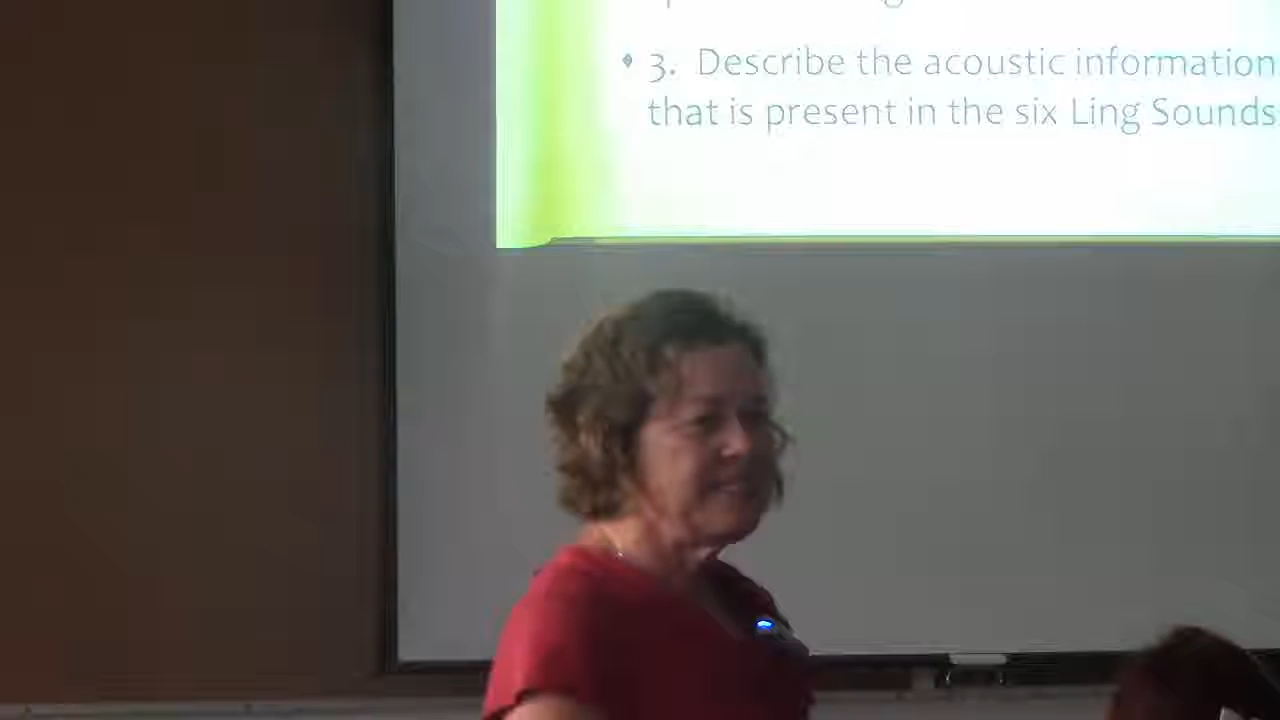 • 3. Describe the acoustic information
that is present in the six Ling Sounds